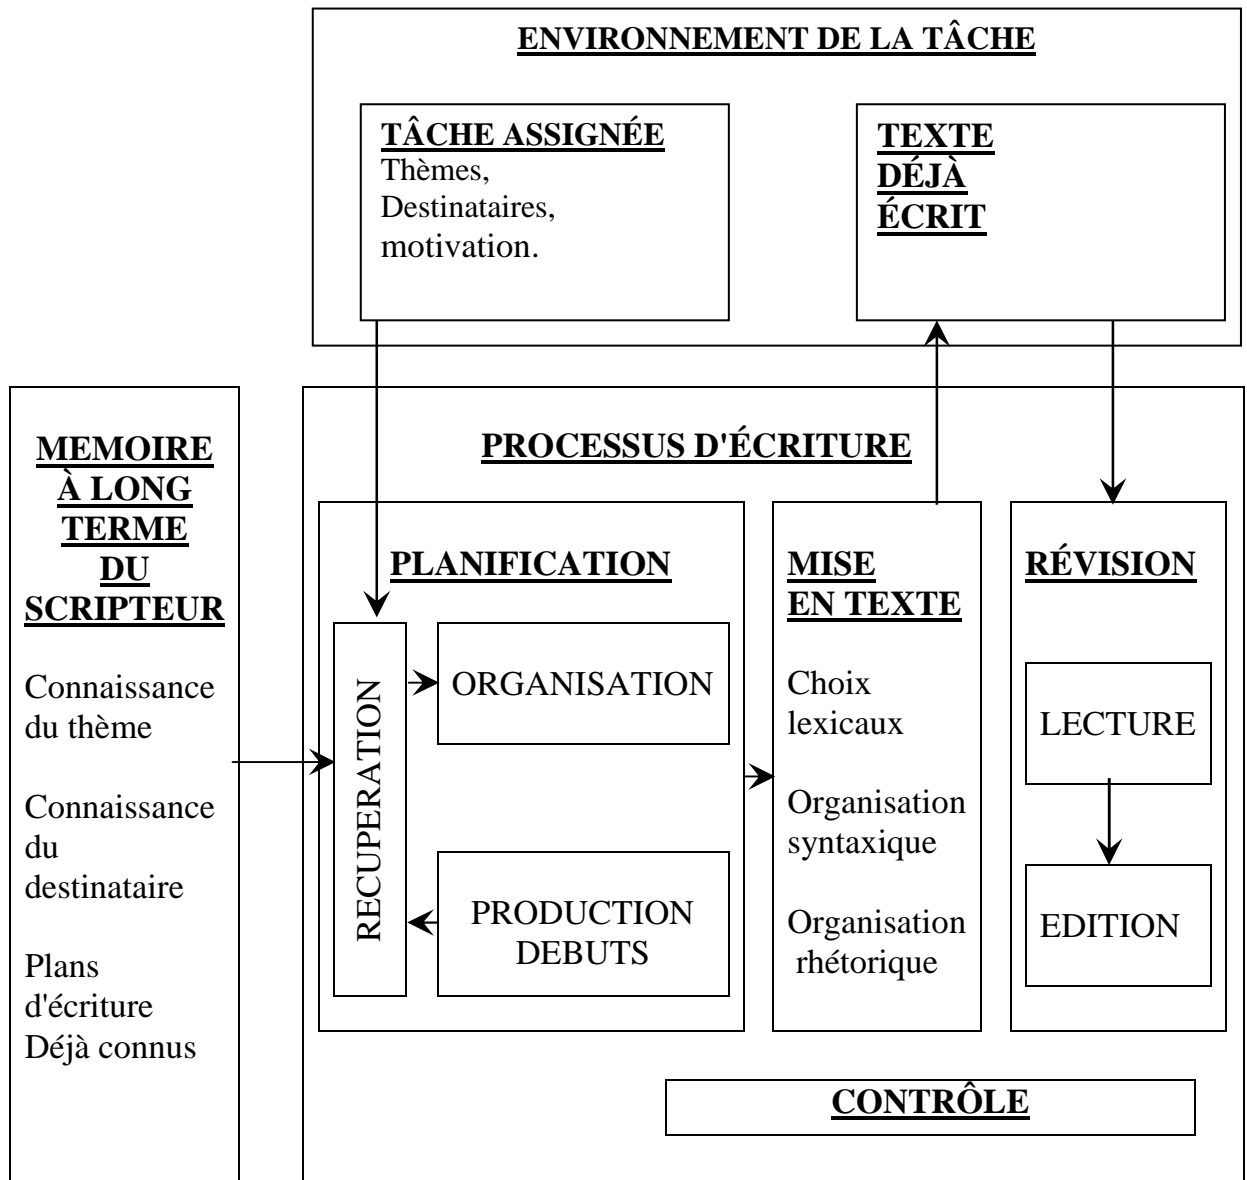 ENVIRONNEMENT DE LA TÂCHE
TÂCHE ASSIGNÉE
Thèmes,
Destinataires,
motivation.
TEXTE
DÉJÀ
ÉCRIT
MEMOIRE
À LONG
TERME
DU
SCRIPTEUR
Connaissance
du thème
Connaissance
du
destinataire
Plans
d'écriture
Déjà connus
PROCESSUS D'ÉCRITURE
PLANIFICATION
RECUPERATION
ORGANISATION
PRODUCTION
DEBUTS
MISE
EN TEXTE
Choix
lexicaux
Organisation
syntaxique
Organisation
rhétorique
RÉVISION
LECTURE
EDITION
CONTRÔLE